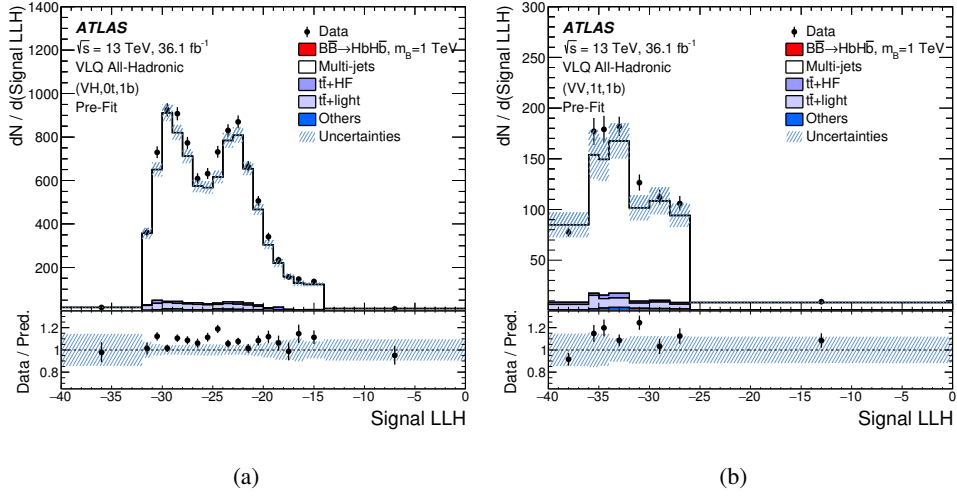 dN / d(Signal LLH)
1400
1200
1000
800
600
400
200
ATLAS
√s = 13 TeV, 36.1 fb⁻¹
VLQ All-Hadronic
(VH,0t,1b)
Pre-Fit
Data
BB̅→HbHb̅, m_B=1 TeV
Multi-jets
tt̅+HF
tt̅+light
Others
Uncertainties
Data / Pred.
1.2
1
0.8
−40 −35 −30 −25 −20 −15 −10 −5 0
Signal LLH
(a)
dN / d(Signal LLH)
300
250
200
150
100
50
0
ATLAS
√s = 13 TeV, 36.1 fb⁻¹
VLQ All-Hadronic
(VV,1t,1b)
Pre-Fit
Data
BB̅→HbHb̅, m_B=1 TeV
Multi-jets
tt̅+HF
tt̅+light
Others
Uncertainties
Data / Pred.
1.2
1
0.8
−40 −35 −30 −25 −20 −15 −10 −5 0
Signal LLH
(b)